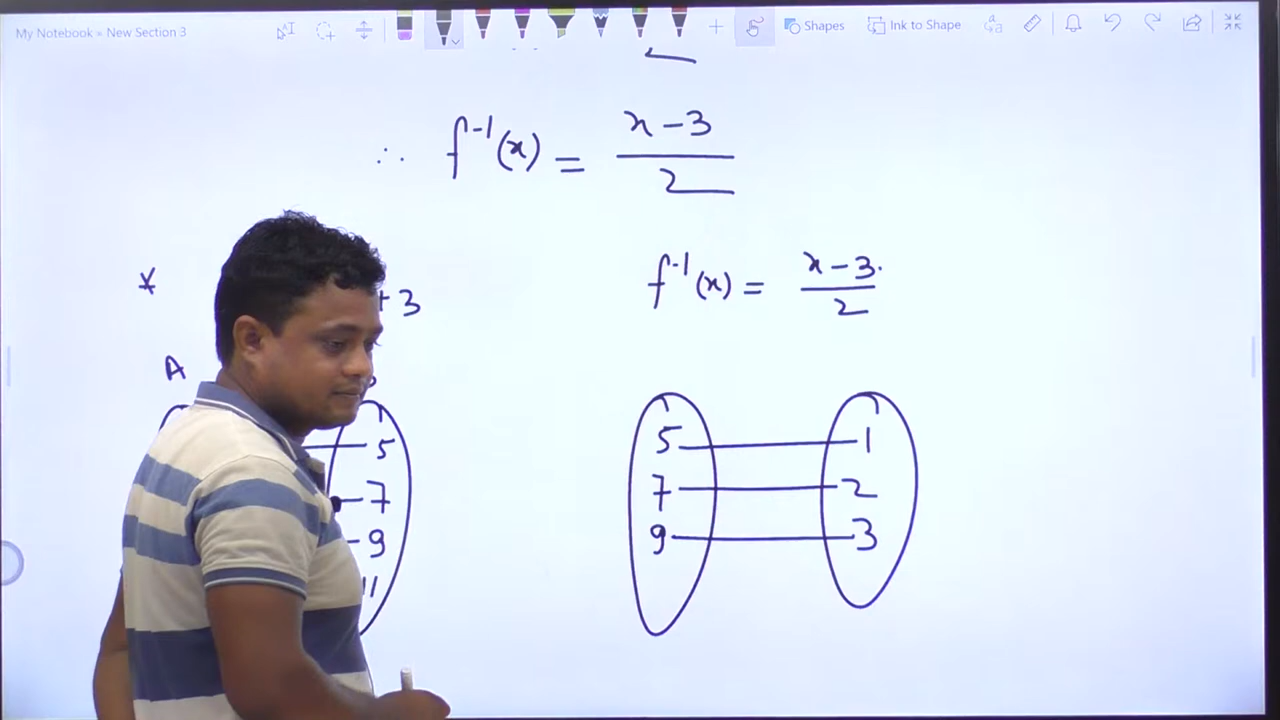 My Notebook » New Section 3
Shapes
Ink to Shape
∴ f⁻¹(x) = x-3 / 2
+ 3
f⁻¹(x) = x-3 / 2
A
5
7
9
11
5 1
7 2
9 3